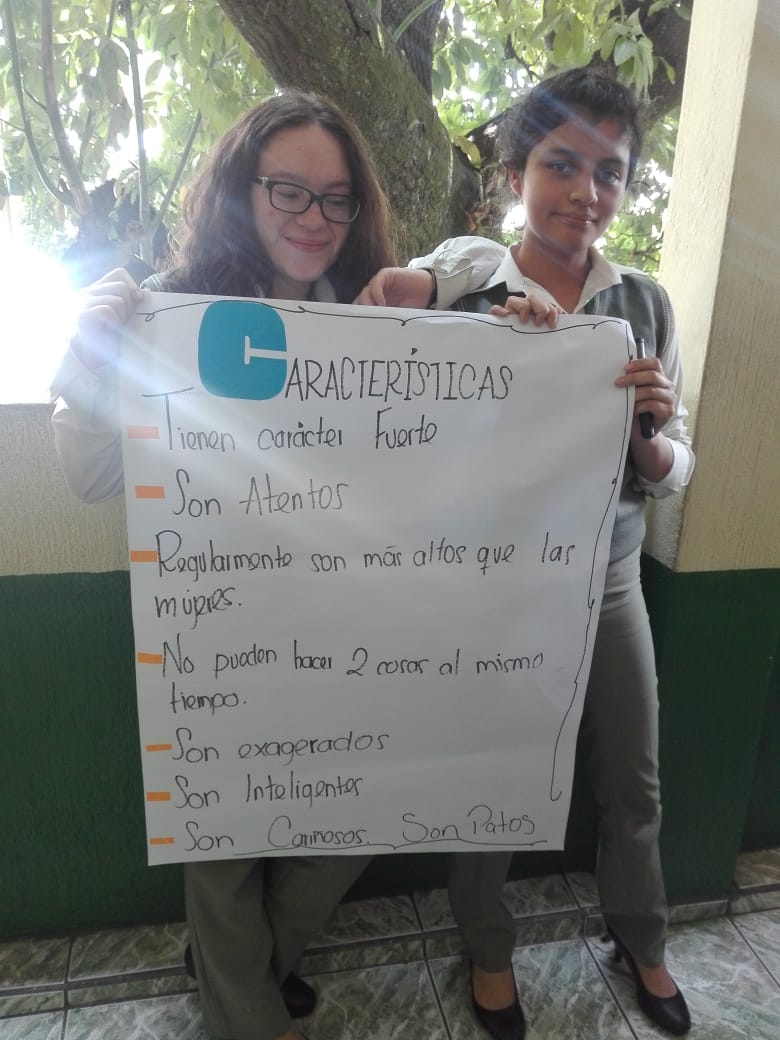 CARACTERÍSTICAS
Tienen carácter Fuerte
Son Atentos
Regularmente son más altos que las
mujeres.
No pueden hacer 2 cosas al mismo
tiempo.
Son exagerados
Son Inteligentes
Son Cariñosos. Son Patos